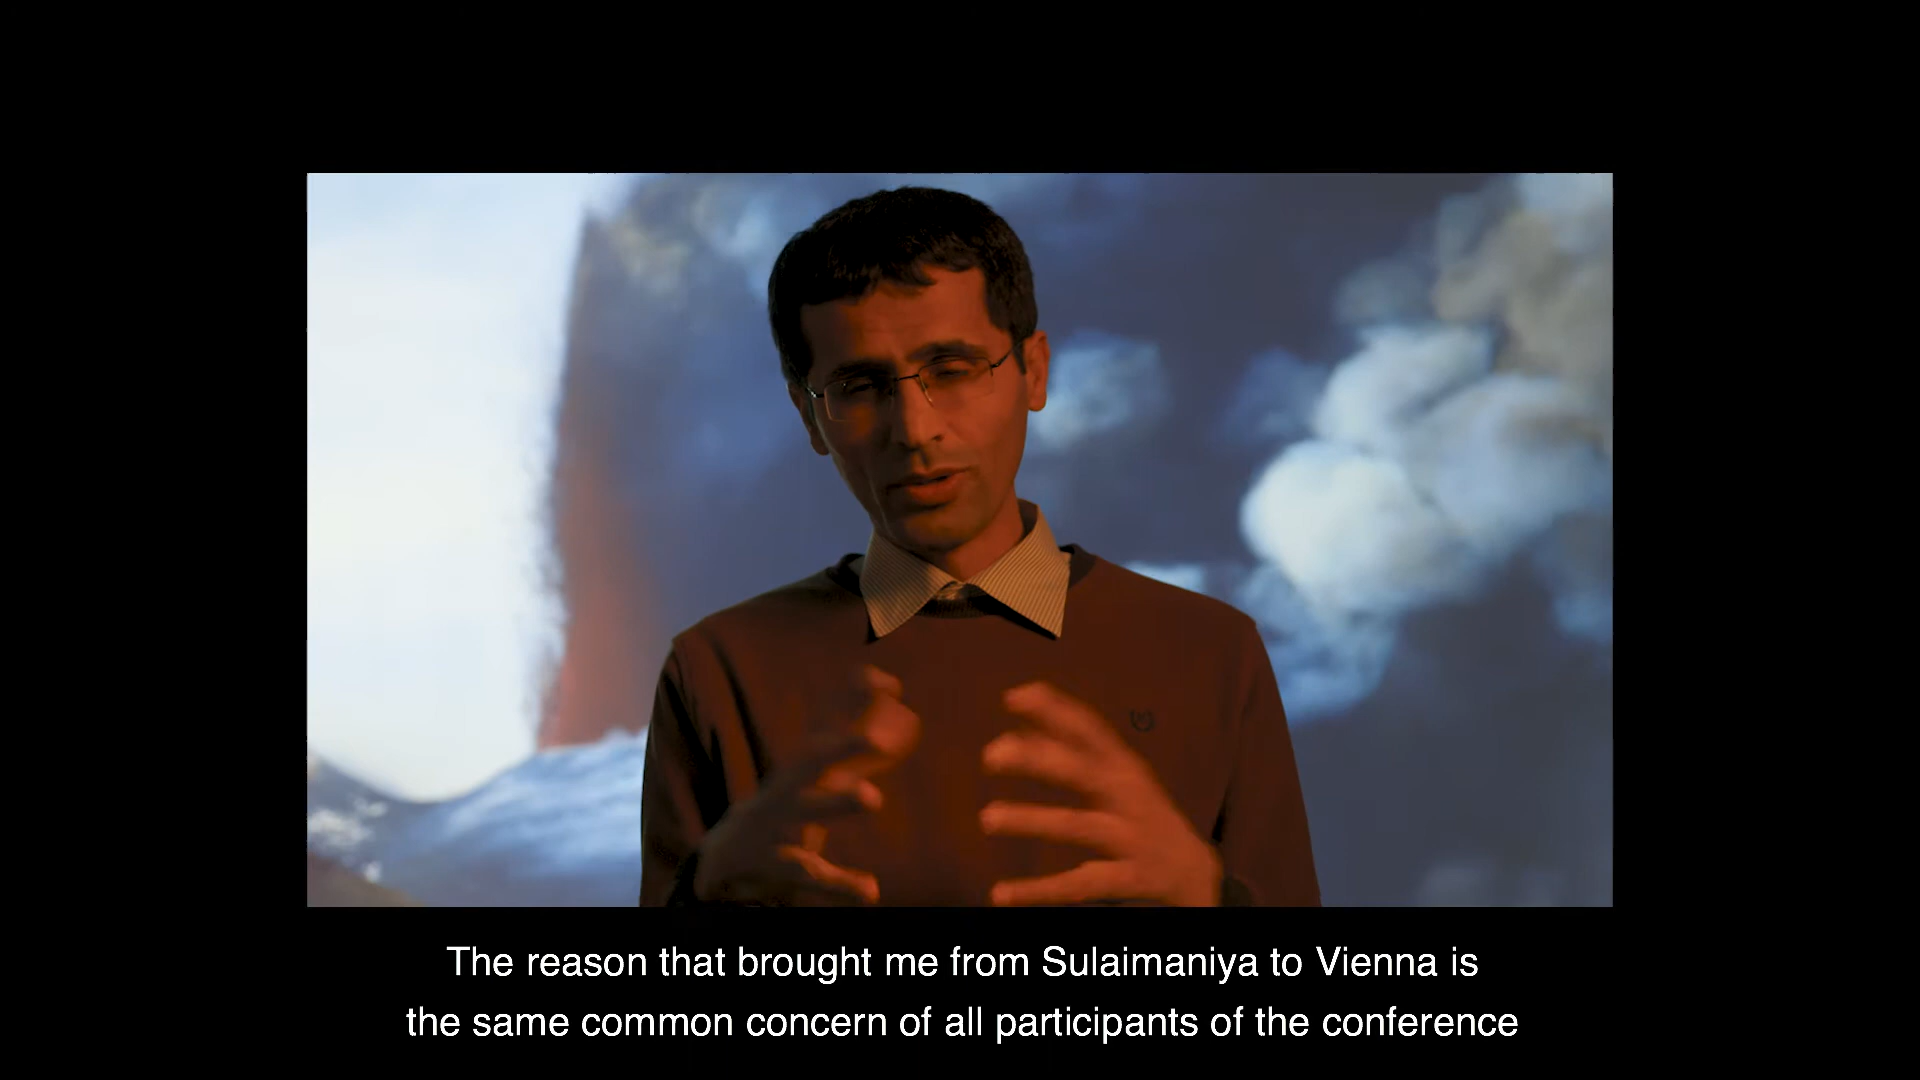 The reason that brought me from Sulaimaniya to Vienna is
the same common concern of all participants of the conference